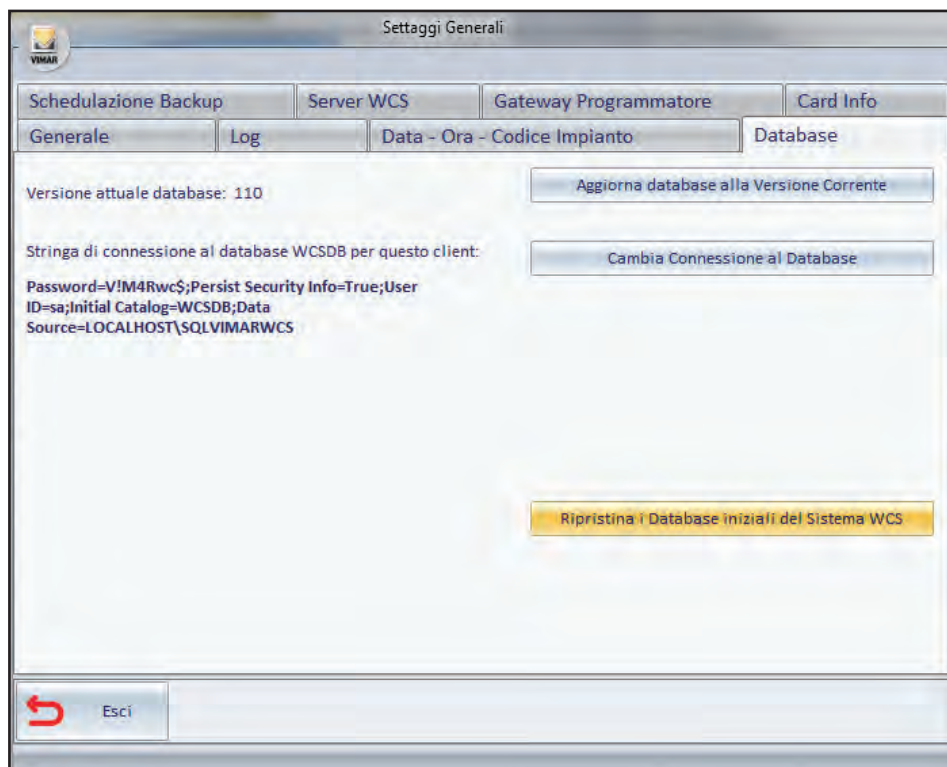 Settaggi Generali
VIMAR
Schedulazione Backup Server WCS Gateway Programmatore Card Info
Generale Log Data - Ora - Codice Impianto Database
Versione attuale database: 110
Aggiorna database alla Versione Corrente
Stringa di connessione al database WCSDB per questo client:
Cambia Connessione al Database
Password=V!M4Rwc$;Persist Security Info=True;User
ID=sa;Initial Catalog=WCSDB;Data
Source=LOCALHOST\SQLVIMARWCS
Ripristina i Database iniziali del Sistema WCS
Esci